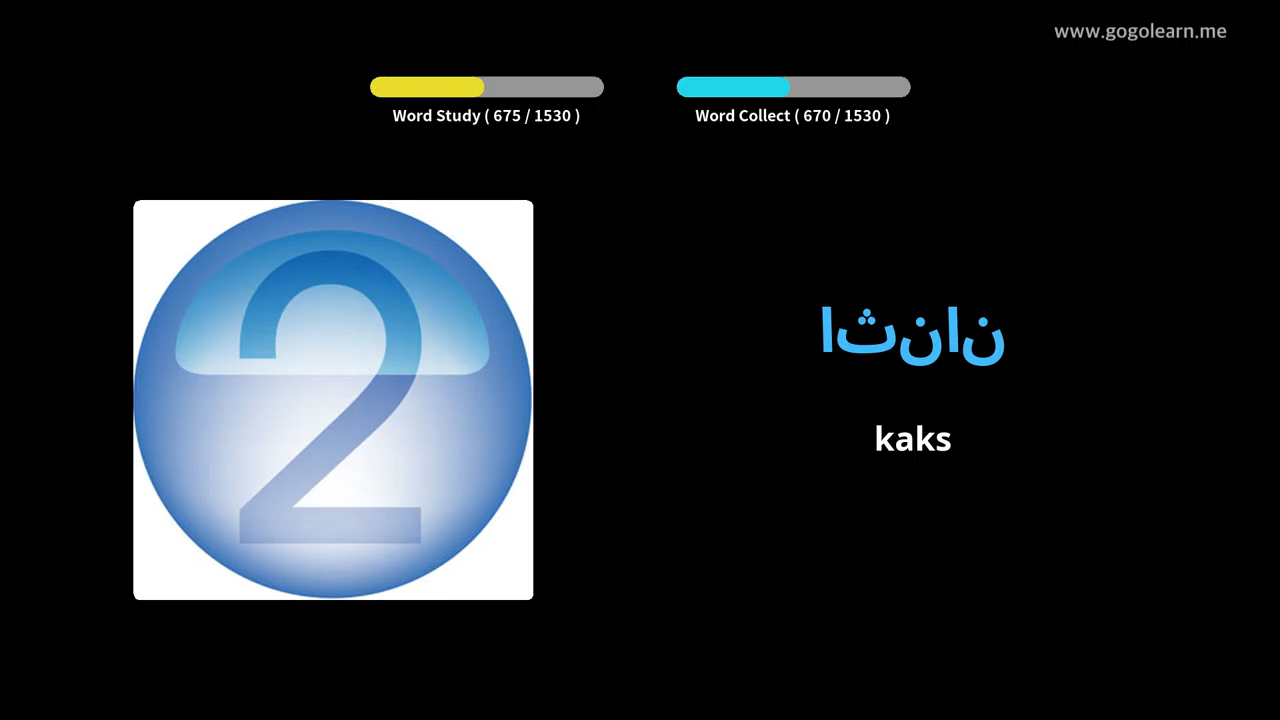 www.gogolearn.me
Word Study ( 675 / 1530 )
Word Collect ( 670 / 1530 )
2
اثنان
kaks